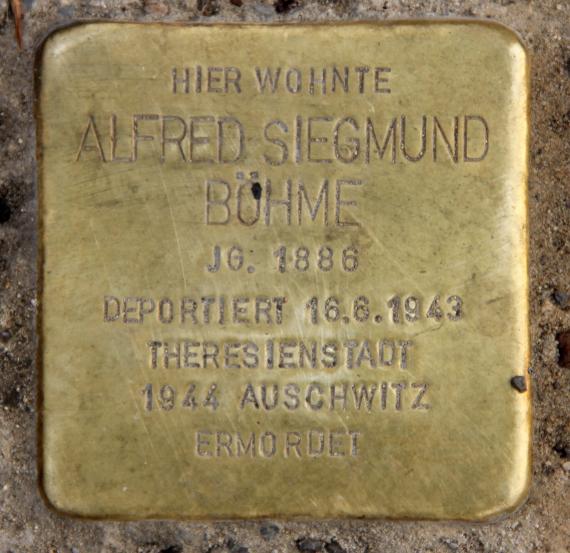 HIER WOHNTE
ALFRED SIEGMUND
BÖHME
JG. 1886
DEPORTIERT 16.6.1943
THERESIENSTADT
1944 AUSCHWITZ
ERMORDET